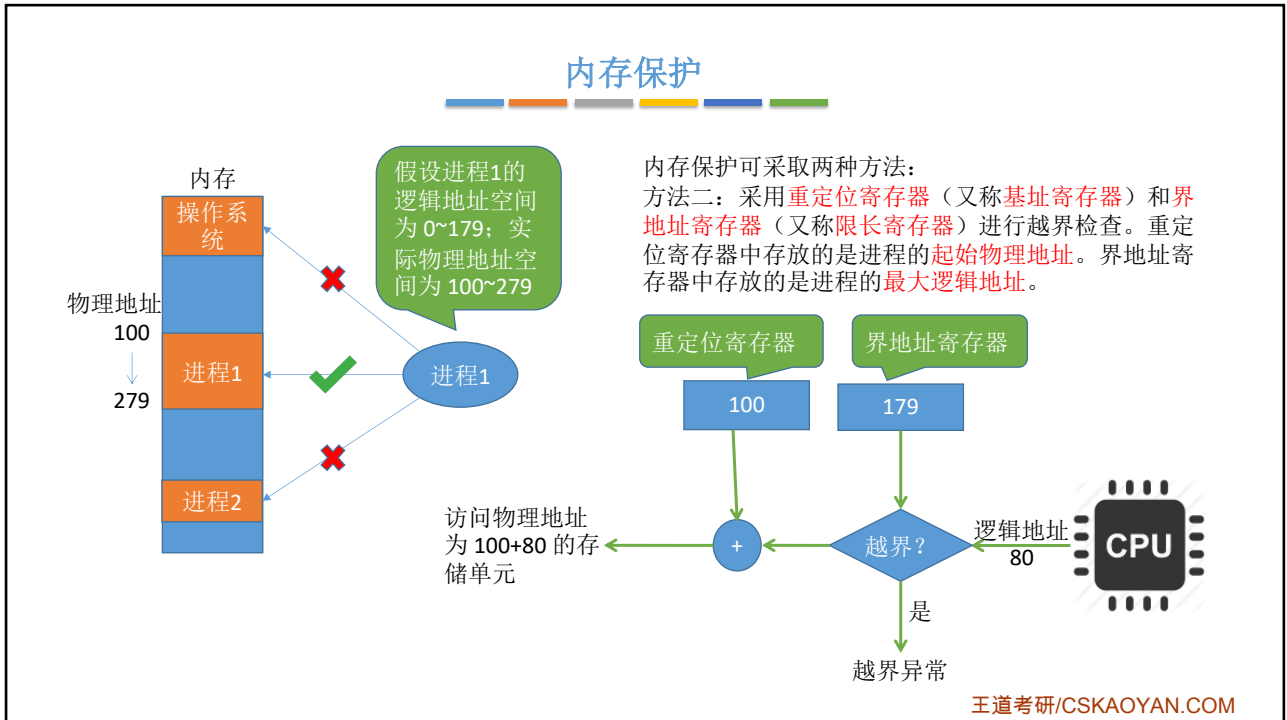 内存保护
内存
操作系
统
物理地址
100
279
进程1
进程2
假设进程1的
逻辑地址空间
为 0~179；实
际物理地址空
间为 100~279
进程1
内存保护可采取两种方法：
方法二：采用重定位寄存器（又称基址寄存器）和界
地址寄存器（又称限长寄存器）进行越界检查。重定
位寄存器中存放的是进程的起始物理地址。界地址寄
存器中存放的是进程的最大逻辑地址。
重定位寄存器
界地址寄存器
100
179
访问物理地址
为 100+80 的存
储单元
+
越界？
逻辑地址
80
CPU
是
越界异常
王道考研/CSKAOYAN.COM